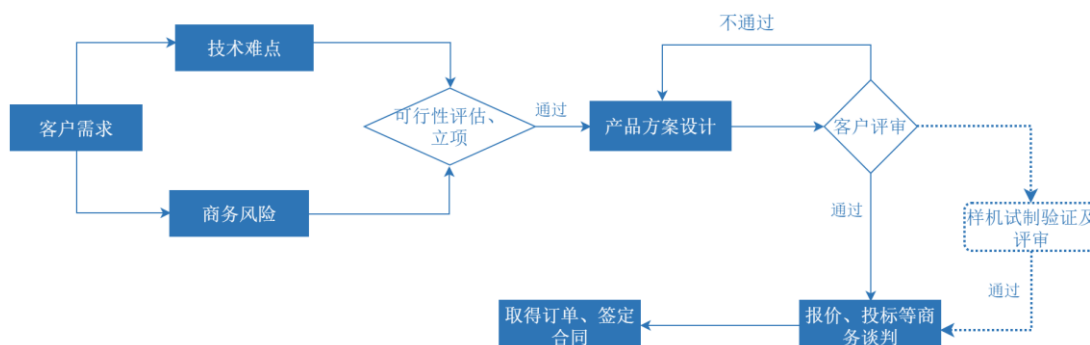 不通过
技术难点
客户需求
可行性评估、
立项
通过
产品方案设计
客户评审
商务风险
通过
样机试制验证及
评审
通过
取得订单、签定
合同
报价、投标等商
务谈判